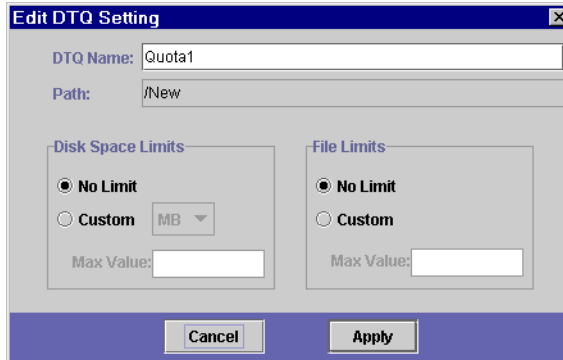 Edit DTQ Setting
DTQ Name: Quota1
Path: /New
Disk Space Limits
No Limit
Custom MB
Max Value:
File Limits
No Limit
Custom
Max Value:
Cancel Apply